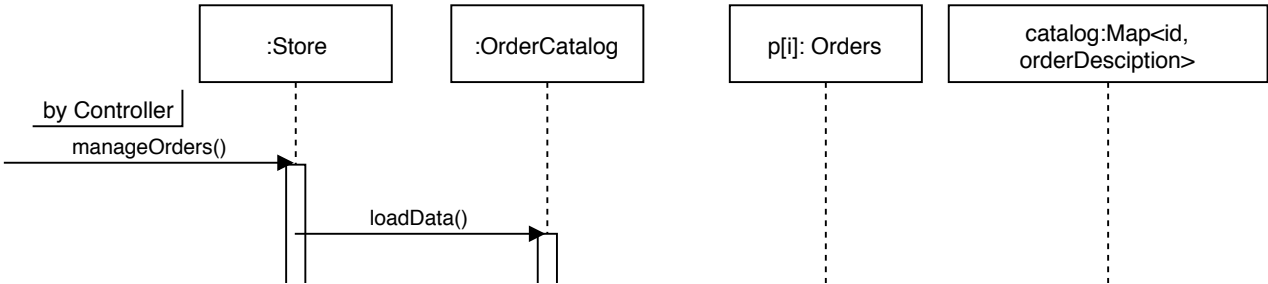 :Store
:OrderCatalog
p[i]: Orders
catalog:Map<id,
orderDesciption>
by Controller
manageOrders()
loadData()